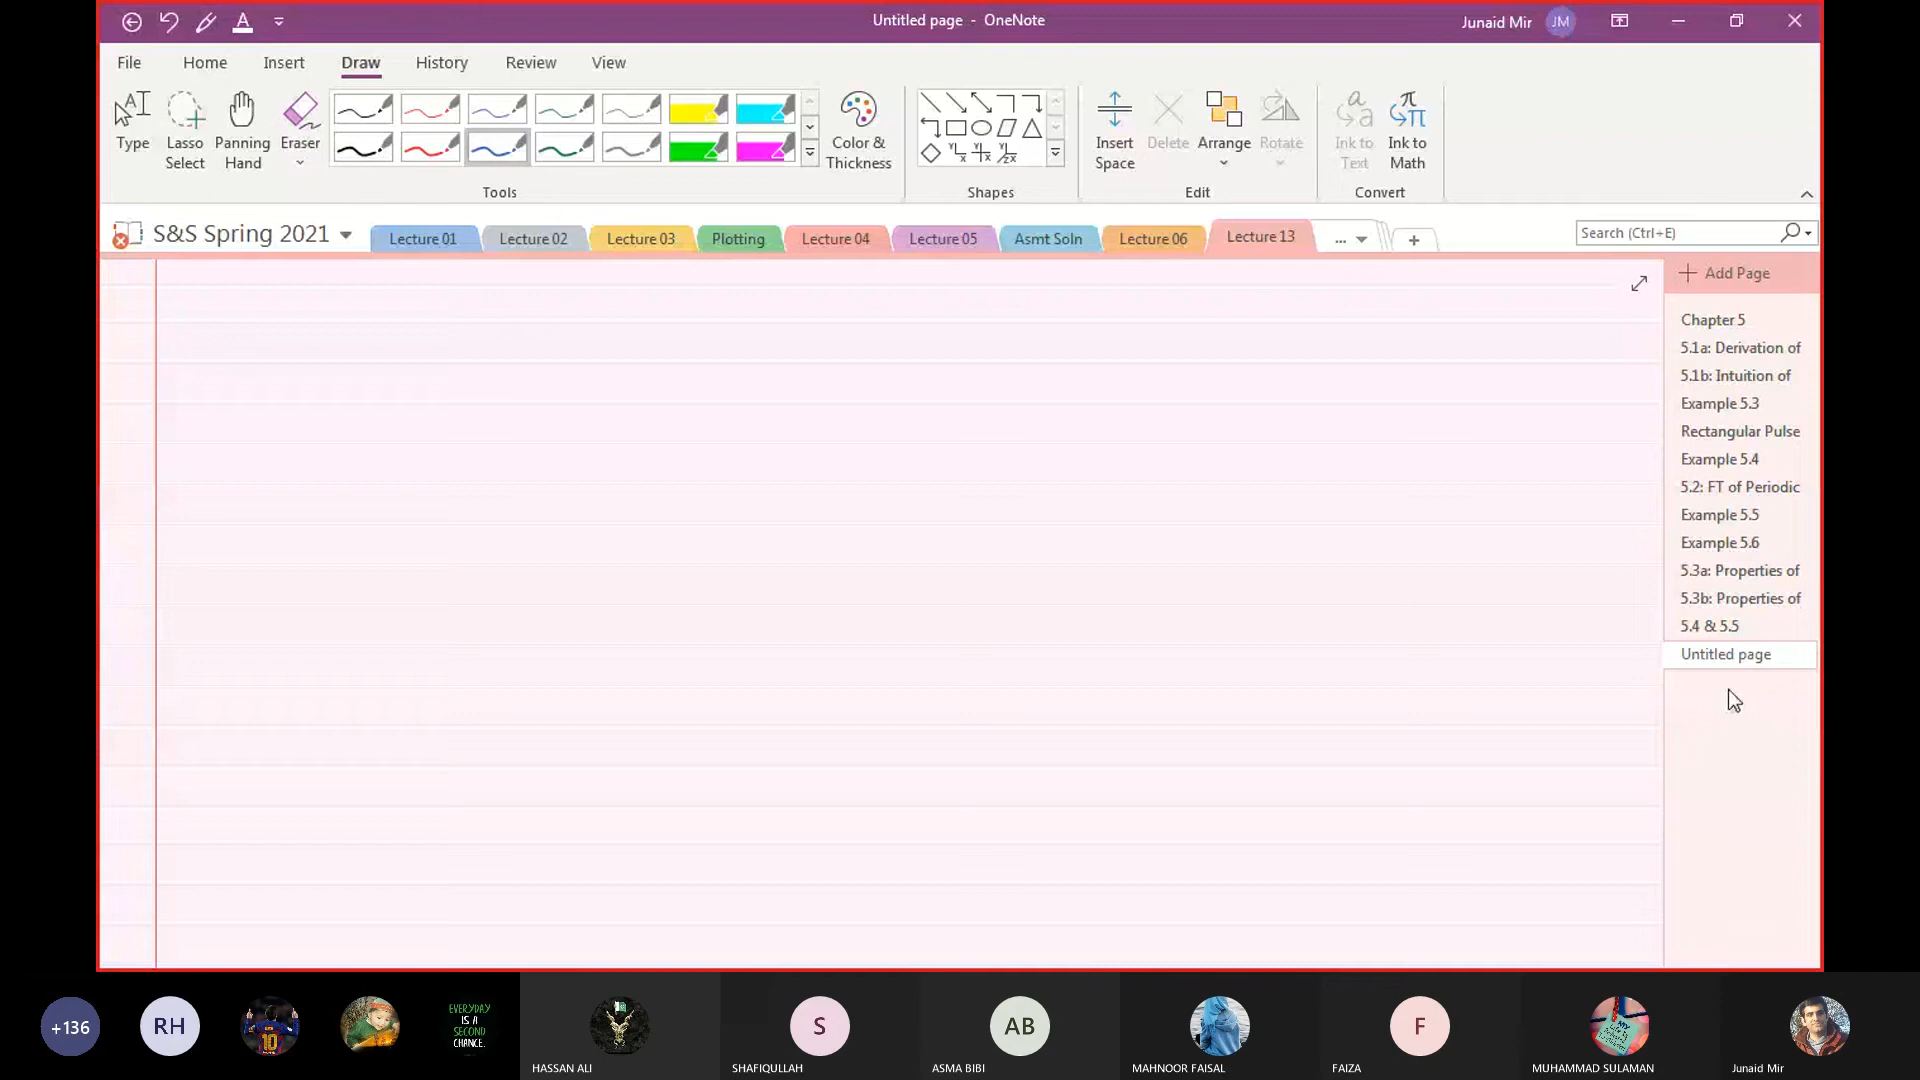 Untitled page - OneNote
Junaid Mir JM
File Home Insert Draw History Review View
Type
Lasso Select
Panning Hand
Eraser
Color & Thickness
Insert Space
Delete
Arrange
Rotate
Ink to Text
Ink to Math
Tools
Shapes
Edit
Convert
S&S Spring 2021
Lecture 01 Lecture 02 Lecture 03 Plotting Lecture 04 Lecture 05 Asmt Soln Lecture 06 Lecture 13 ... +
Search (Ctrl+E)
Add Page
Chapter 5
5.1a: Derivation of
5.1b: Intuition of
Example 5.3
Rectangular Pulse
Example 5.4
5.2: FT of Periodic
Example 5.5
Example 5.6
5.3a: Properties of
5.3b: Properties of
5.4 & 5.5
Untitled page
+136
RH
10
EVERYDAY
IS A
SECOND
CHANCE.
S
AB
F
HASSAN ALI
SHAFIQULLAH
ASMA BIBI
MAHNOOR FAISAL
FAIZA
MUHAMMAD SULAMAN
Junaid Mir